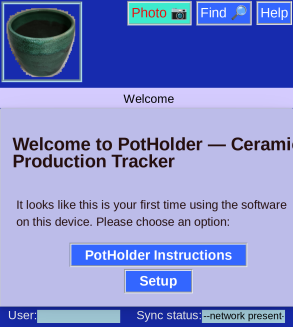 Photo 📷 Find 🔎 Help
Welcome
Welcome to PotHolder — Cerami
Production Tracker
It looks like this is your first time using the software
on this device. Please choose an option:
PotHolder Instructions
Setup
User: Sync status: --network present-